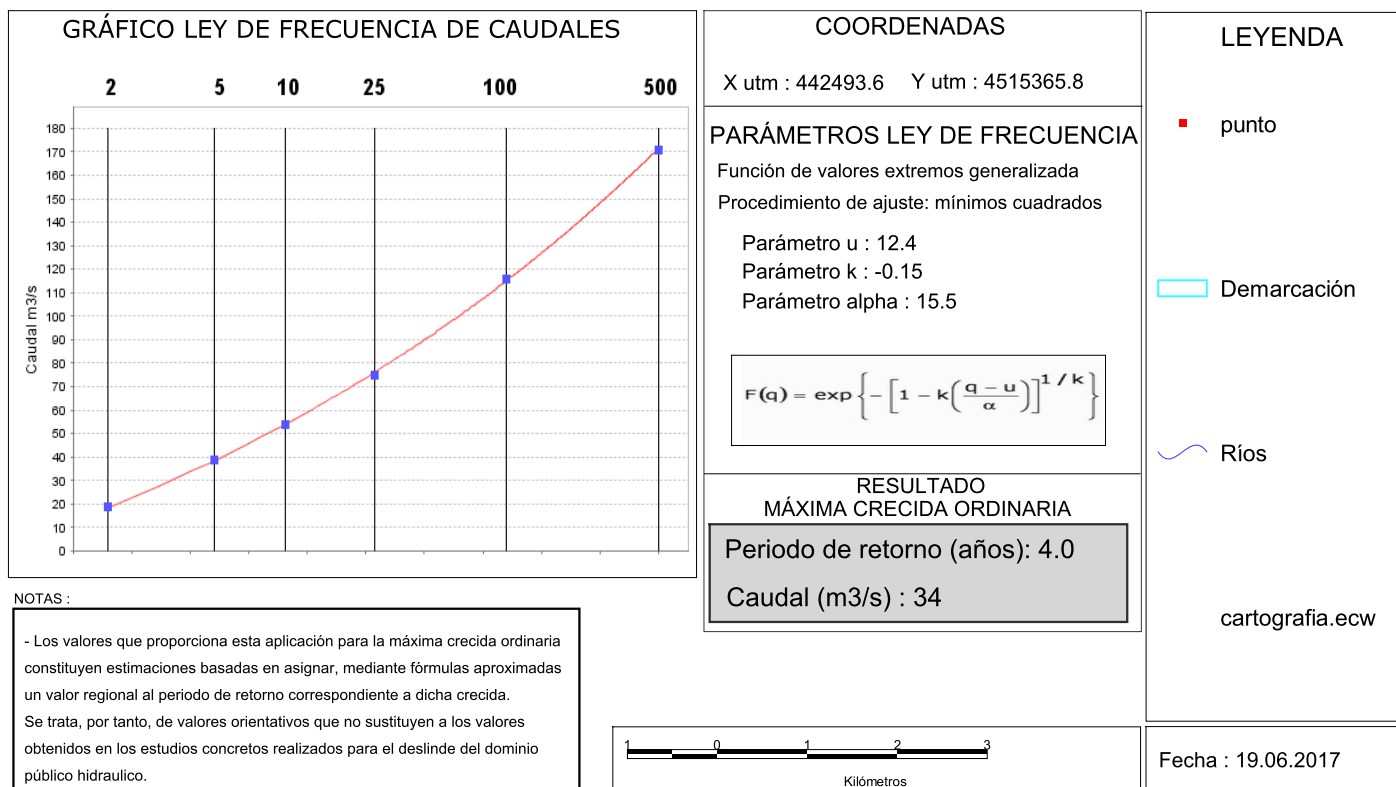 GRÁFICO LEY DE FRECUENCIA DE CAUDALES
2 5 10 25 100 500
180
170
160
150
140
130
120
110
100
90
80
70
60
50
40
30
20
10
0
Caudal m3/s
COORDENADAS
X utm : 442493.6 Y utm : 4515365.8
PARÁMETROS LEY DE FRECUENCIA
Función de valores extremos generalizada
Procedimiento de ajuste: mínimos cuadrados
Parámetro u : 12.4
Parámetro k : -0.15
Parámetro alpha : 15.5
F(q) = exp{-[1 - k(q - u / α)]^1/k}
RESULTADO
MÁXIMA CRECIDA ORDINARIA
Periodo de retorno (años): 4.0
Caudal (m3/s) : 34
LEYENDA
punto
Demarcación
Ríos
cartografia.ecw
NOTAS :
- Los valores que proporciona esta aplicación para la máxima crecida ordinaria
constituyen estimaciones basadas en asignar, mediante fórmulas aproximadas
un valor regional al periodo de retorno correspondiente a dicha crecida.
Se trata, por tanto, de valores orientativos que no sustituyen a los valores
obtenidos en los estudios concretos realizados para el deslinde del dominio
público hidraulico.
1 0 1 2 3
Kilómetros
Fecha : 19.06.2017